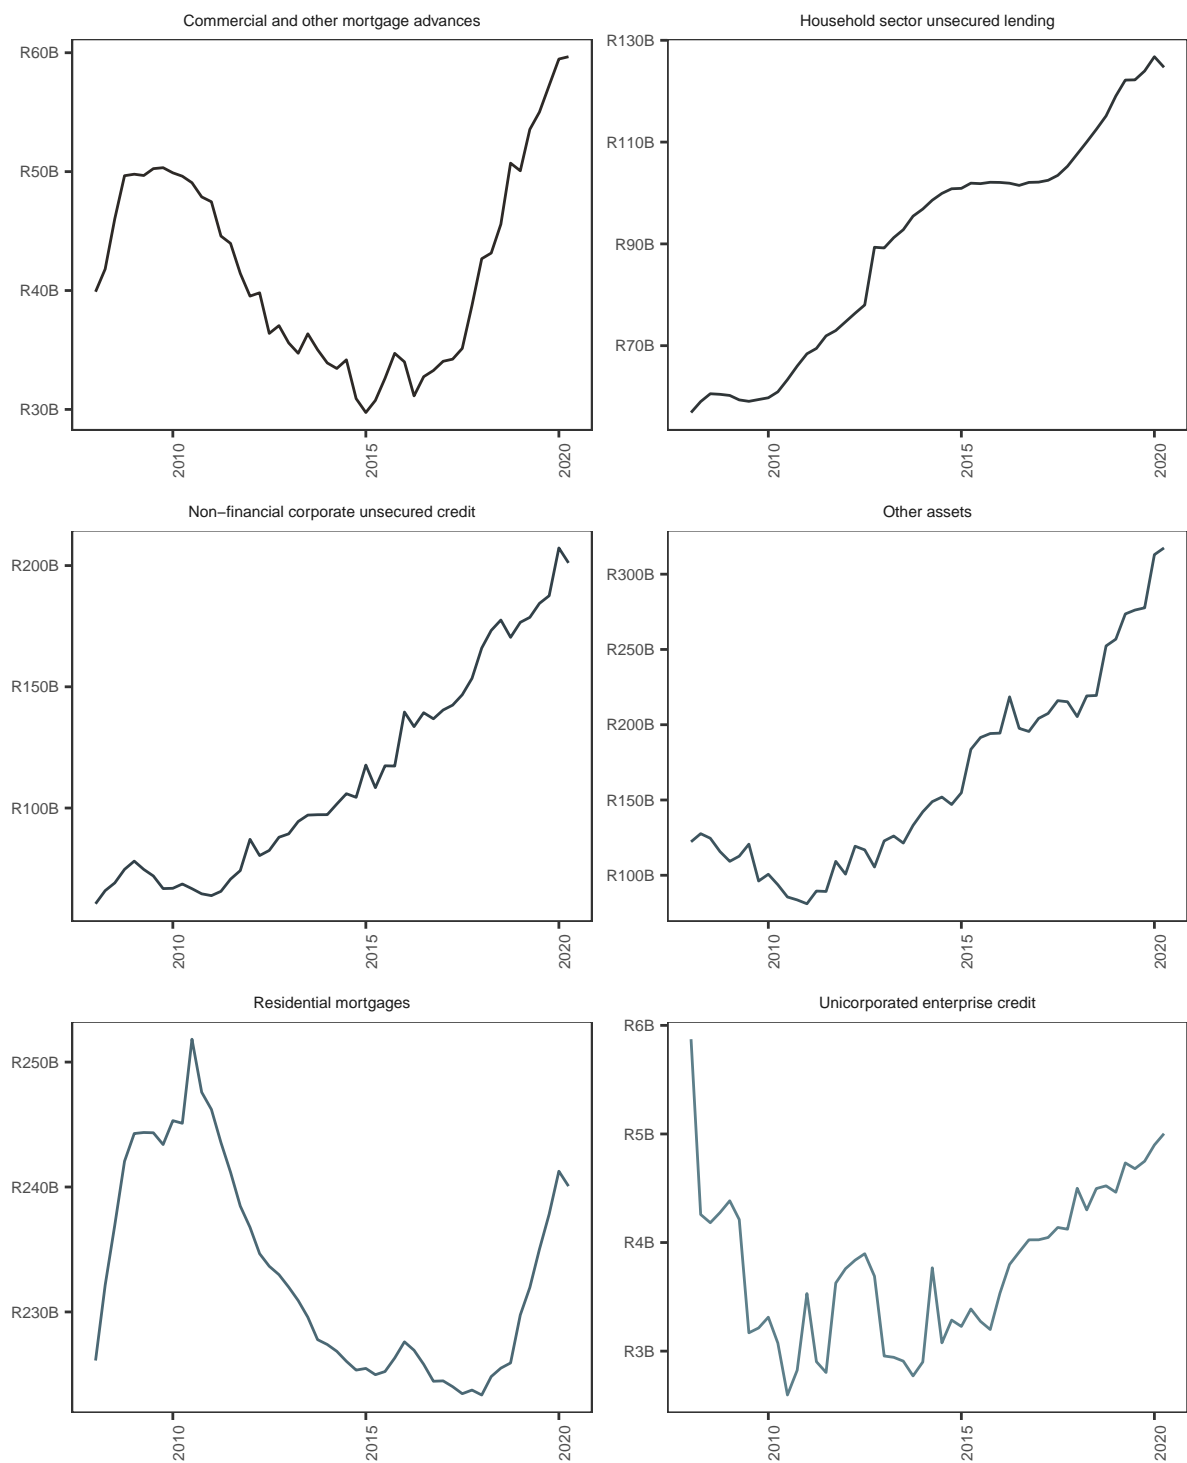 Commercial and other mortgage advances
R60B
R50B
R40B
R30B
2010
2015
2020
Household sector unsecured lending
R130B
R110B
R90B
R70B
2010
2015
2020
Non−financial corporate unsecured credit
R200B
R150B
R100B
2010
2015
2020
Other assets
R300B
R250B
R200B
R150B
R100B
2010
2015
2020
Residential mortgages
R250B
R240B
R230B
2010
2015
2020
Unicorporated enterprise credit
R6B
R5B
R4B
R3B
2010
2015
2020